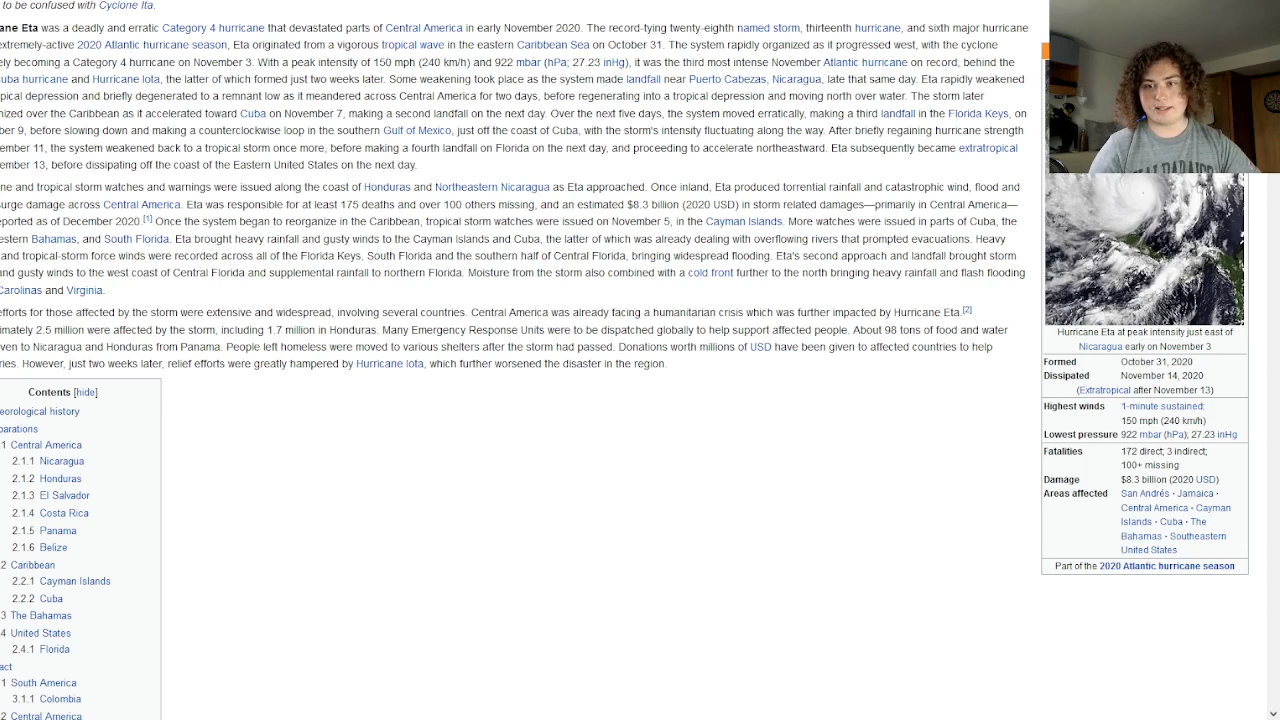 to be confused with Cyclone Ita.
ane Eta was a deadly and erratic Category 4 hurricane that devastated parts of Central America in early November 2020. The record-tying twenty-eighth named storm, thirteenth hurricane, and sixth major hurricane
extremely-active 2020 Atlantic hurricane season, Eta originated from a vigorous tropical wave in the eastern Caribbean Sea on October 31. The system rapidly organized as it progressed west, with the cyclone
ely becoming a Category 4 hurricane on November 3. With a peak intensity of 150 mph (240 km/h) and 922 mbar (hPa; 27.23 inHg), it was the third most intense November Atlantic hurricane on record, behind the
uba hurricane and Hurricane Iota, the latter of which formed just two weeks later. Some weakening took place as the system made landfall near Puerto Cabezas, Nicaragua, late that same day. Eta rapidly weakened
pical depression and briefly degenerated to a remnant low as it meandered across Central America for two days, before regenerating into a tropical depression and moving north over water. The storm later
nized over the Caribbean as it accelerated toward Cuba on November 7, making a second landfall on the next day. Over the next five days, the system moved erratically, making a third landfall in the Florida Keys, on
ber 9, before slowing down and making a counterclockwise loop in the southern Gulf of Mexico, just off the coast of Cuba, with the storm's intensity fluctuating along the way. After briefly regaining hurricane strength
ember 11, the system weakened back to a tropical storm once more, before making a fourth landfall on Florida on the next day, and proceeding to accelerate northeastward. Eta subsequently became extratropical
ember 13, before dissipating off the coast of the Eastern United States on the next day.
ne and tropical storm watches and warnings were issued along the coast of Honduras and Northeastern Nicaragua as Eta approached. Once inland, Eta produced torrential rainfall and catastrophic wind, flood and
surge damage across Central America. Eta was responsible for at least 175 deaths and over 100 others missing, and an estimated $8.3 billion (2020 USD) in storm related damages—primarily in Central America—
eported as of December 2020.[1] Once the system began to reorganize in the Caribbean, tropical storm watches were issued on November 5, in the Cayman Islands. More watches were issued in parts of Cuba, the
estern Bahamas, and South Florida. Eta brought heavy rainfall and gusty winds to the Cayman Islands and Cuba, the latter of which was already dealing with overflowing rivers that prompted evacuations. Heavy
and tropical-storm force winds were recorded across all of the Florida Keys, South Florida and the southern half of Central Florida, bringing widespread flooding. Eta's second approach and landfall brought storm
and gusty winds to the west coast of Central Florida and supplemental rainfall to northern Florida. Moisture from the storm also combined with a cold front further to the north bringing heavy rainfall and flash flooding
Carolinas and Virginia.
efforts for those affected by the storm were extensive and widespread, involving several countries. Central America was already facing a humanitarian crisis which was further impacted by Hurricane Eta.[2]
imately 2.5 million were affected by the storm, including 1.7 million in Honduras. Many Emergency Response Units were to be dispatched globally to help support affected people. About 98 tons of food and water
ven to Nicaragua and Honduras from Panama. People left homeless were moved to various shelters after the storm had passed. Donations worth millions of USD have been given to affected countries to help
ries. However, just two weeks later, relief efforts were greatly hampered by Hurricane Iota, which further worsened the disaster in the region.
Contents [hide]
eorological history
parations
1 Central America
2.1.1 Nicaragua
2.1.2 Honduras
2.1.3 El Salvador
2.1.4 Costa Rica
2.1.5 Panama
2.1.6 Belize
2 Caribbean
2.2.1 Cayman Islands
2.2.2 Cuba
3 The Bahamas
4 United States
2.4.1 Florida
act
1 South America
3.1.1 Colombia
2 Central America
Hurricane Eta at peak intensity just east of
Nicaragua early on November 3
Formed October 31, 2020
Dissipated November 14, 2020
(Extratropical after November 13)
Highest winds 1-minute sustained:
150 mph (240 km/h)
Lowest pressure 922 mbar (hPa); 27.23 inHg
Fatalities 172 direct; 3 indirect;
100+ missing
Damage $8.3 billion (2020 USD)
Areas affected San Andrés · Jamaica ·
Central America · Cayman
Islands · Cuba · The
Bahamas · Southeastern
United States
Part of the 2020 Atlantic hurricane season